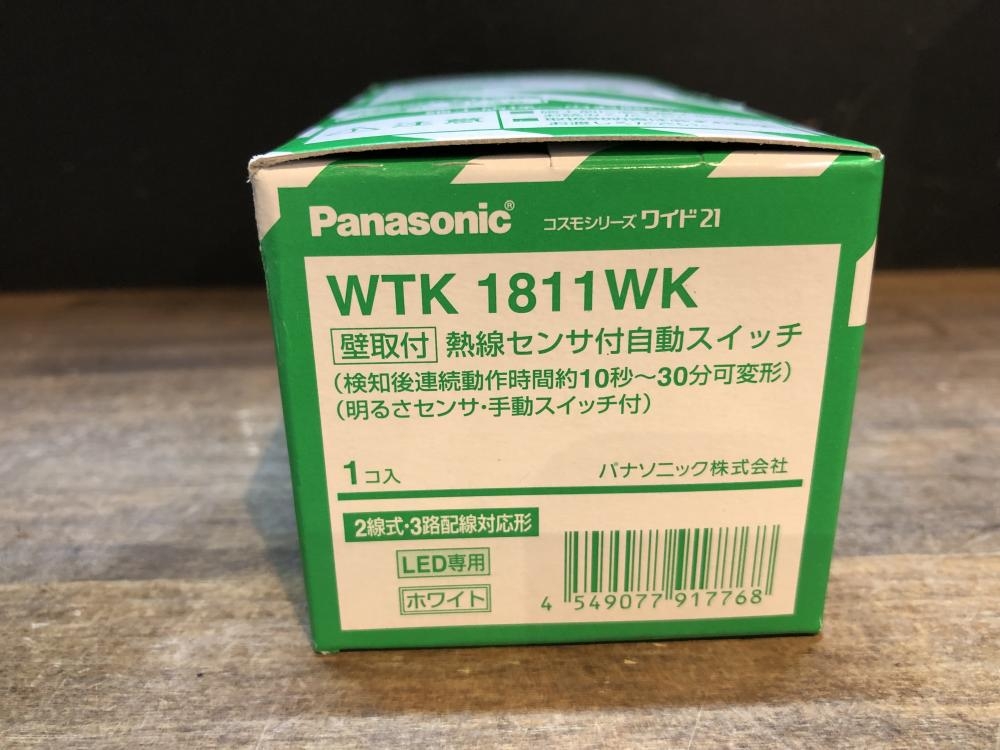 注意
Panasonic® コスモシリーズ ワイド21
WTK 1811WK
壁取付 熱線センサ付自動スイッチ
(検知後連続動作時間約10秒〜30分可変形)
(明るさセンサ・手動スイッチ付)
1コ入 パナソニック株式会社
2線式・3路配線対応形
LED専用
ホワイト
4 549077 917768